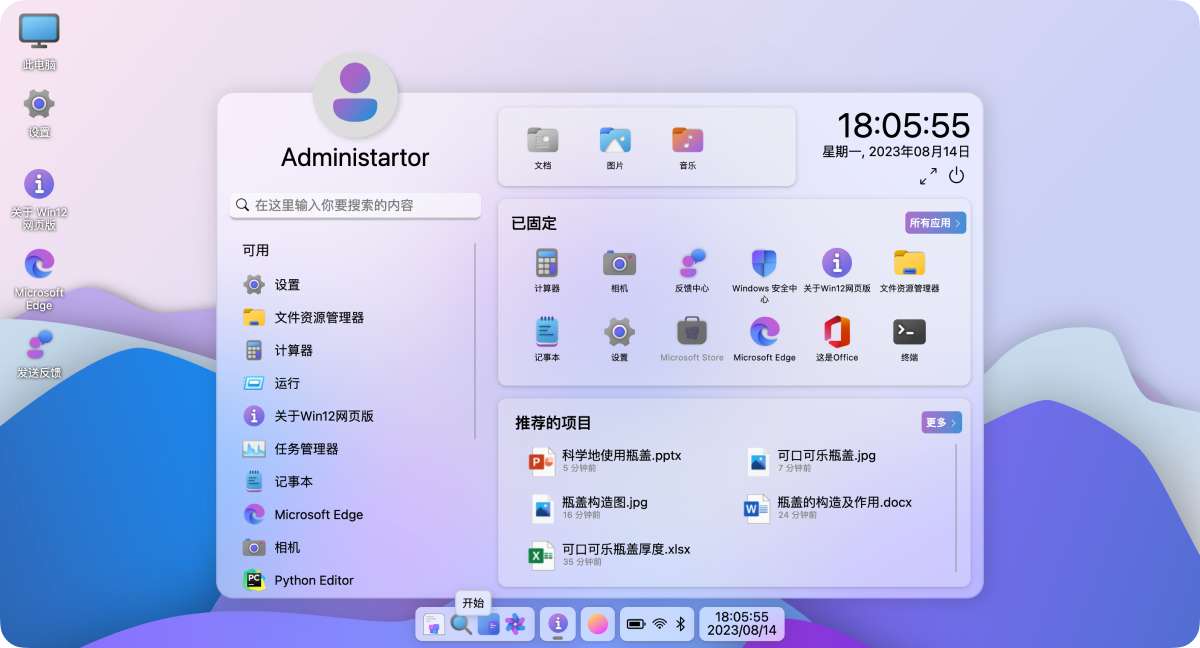 此电脑
设置
关于 Win12
网页版
Microsoft
Edge
发送反馈
Administartor
在这里输入你要搜索的内容
可用
设置
文件资源管理器
计算器
运行
关于Win12网页版
任务管理器
记事本
Microsoft Edge
相机
PC
Python Editor
文档
图片
音乐
18:05:55
星期一, 2023年08月14日
已固定
所有应用
计算器
相机
反馈中心
Windows 安全中
心
关于Win12网页版
文件资源管理器
记事本
设置
Microsoft Store
Microsoft Edge
这是Office
终端
推荐的项目
更多
P
科学地使用瓶盖.pptx
5 分钟前
可口可乐瓶盖.jpg
7 分钟前
瓶盖构造图.jpg
16 分钟前
W
瓶盖的构造及作用.docx
24 分钟前
X
可口可乐瓶盖厚度.xlsx
35 分钟前
开始
18:05:55
2023/08/14